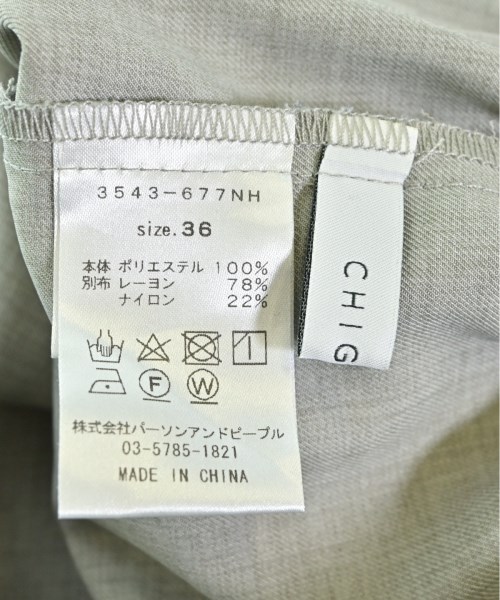 3543-677NH
size.36
本体 ポリエステル 100%
別布 レーヨン 78%
ナイロン 22%
F W
株式会社パーソンアンドピープル
03-5785-1821
MADE IN CHINA
CHIG